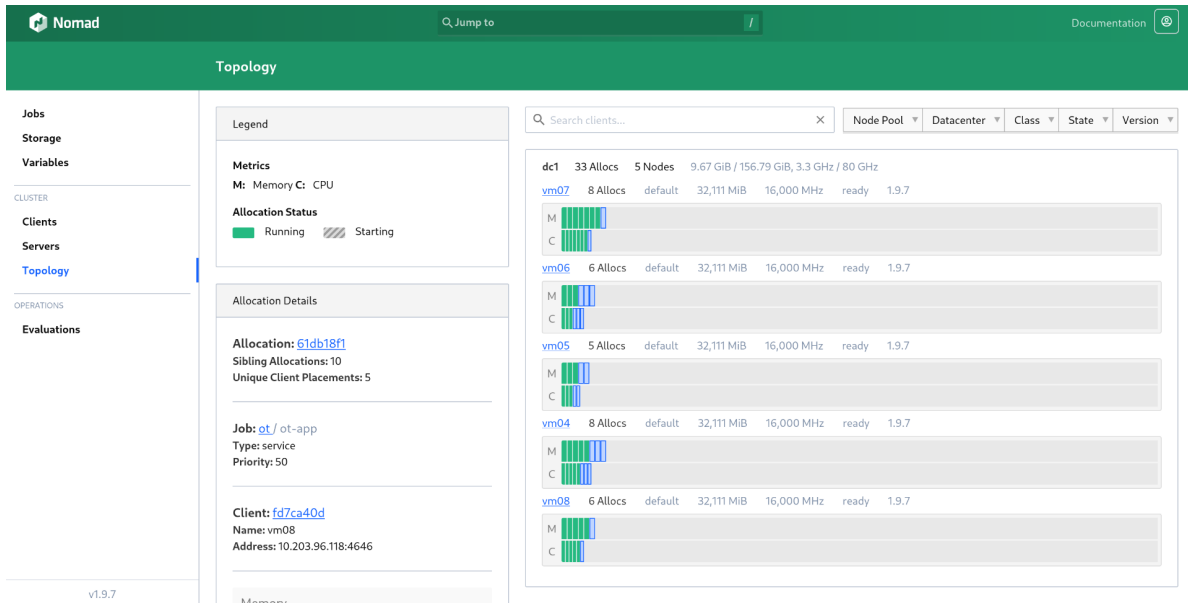 Nomad
Jump to
/
Documentation
Topology
Jobs
Storage
Variables
CLUSTER
Clients
Servers
Topology
OPERATIONS
Evaluations
v1.9.7
Legend
Metrics
M: Memory C: CPU
Allocation Status
Running Starting
Allocation Details
Allocation: 61db18f1
Sibling Allocations: 10
Unique Client Placements: 5
Job: ot / ot-app
Type: service
Priority: 50
Client: fd7ca40d
Name: vm08
Address: 10.203.96.118:4646
Memory
Search clients...
Node Pool Datacenter Class State Version
dc1 33 Allocs 5 Nodes 9.67 GiB / 156.79 GiB, 3.3 GHz / 80 GHz
vm07 8 Allocs default 32,111 MiB 16,000 MHz ready 1.9.7
M
C
vm06 6 Allocs default 32,111 MiB 16,000 MHz ready 1.9.7
M
C
vm05 5 Allocs default 32,111 MiB 16,000 MHz ready 1.9.7
M
C
vm04 8 Allocs default 32,111 MiB 16,000 MHz ready 1.9.7
M
C
vm08 6 Allocs default 32,111 MiB 16,000 MHz ready 1.9.7
M
C